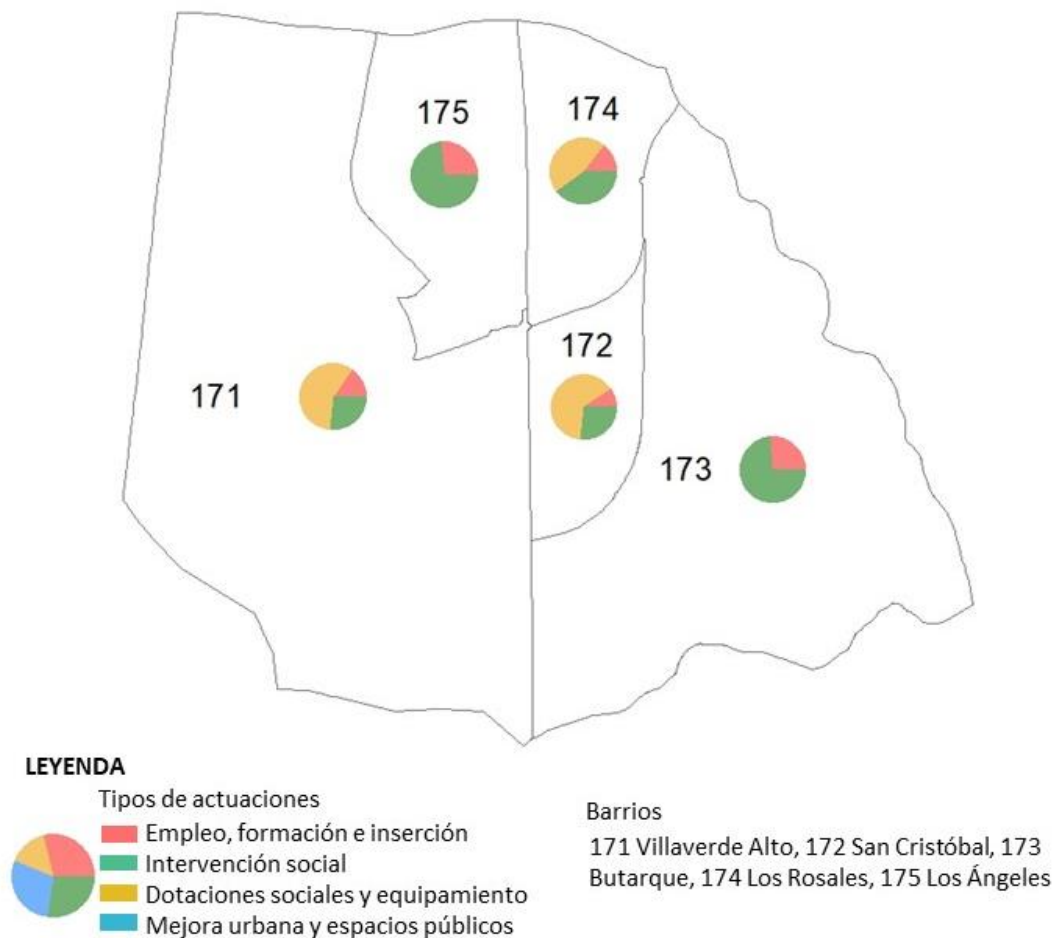 175
174
172
171
173
LEYENDA
Tipos de actuaciones
Empleo, formación e inserción
Intervención social
Dotaciones sociales y equipamiento
Mejora urbana y espacios públicos
Barrios
171 Villaverde Alto, 172 San Cristóbal, 173
Butarque, 174 Los Rosales, 175 Los Ángeles